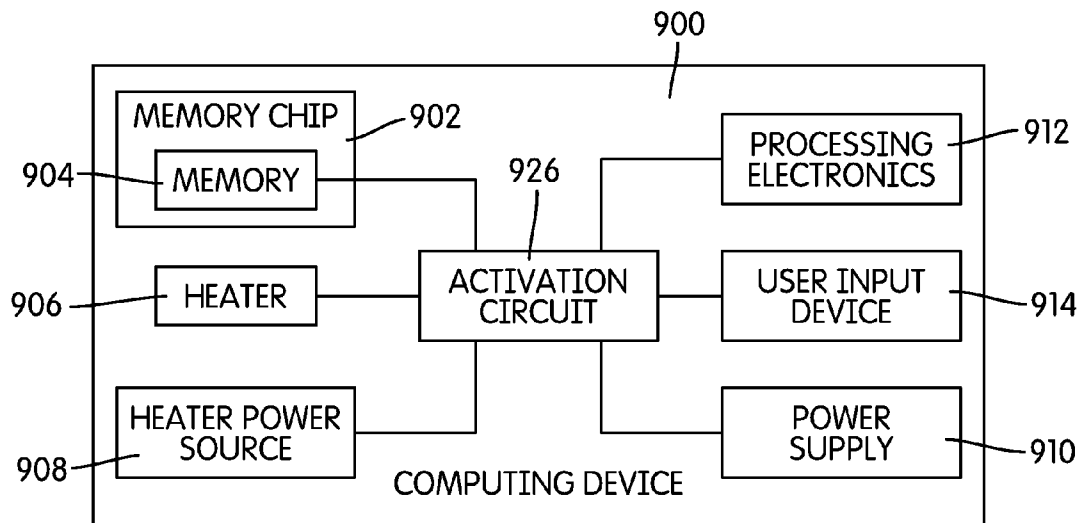 900
MEMORY CHIP
902
904
MEMORY
926
PROCESSING
ELECTRONICS
912
906
HEATER
ACTIVATION
CIRCUIT
USER INPUT
DEVICE
914
HEATER POWER
SOURCE
908
POWER
SUPPLY
910
COMPUTING DEVICE